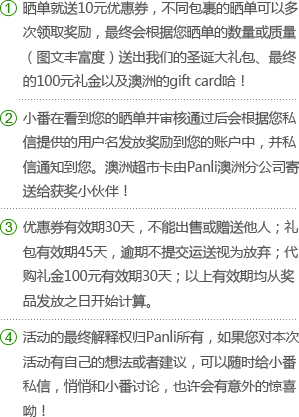 ① 晒单就送10元优惠券，不同包裹的晒单可以多
次领取奖励，最终会根据您晒单的数量或质量
（图文丰富度）送出我们的圣诞大礼包、最终
的100元礼金以及澳洲的gift card哈！
② 小番在看到您的晒单并审核通过后会根据您私
信提供的用户名发放奖励到您的账户中，并私
信通知到您。澳洲超市卡由Panli澳洲分公司寄
送给获奖小伙伴！
③ 优惠券有效期30天，不能出售或赠送他人；礼
包有效期45天，逾期不提交运送视为放弃；代
购礼金100元有效期30天；以上有效期均从奖
品发放之日开始计算。
④ 活动的最终解释权归Panli所有，如果您对本次
活动有自己的想法或者建议，可以随时给小番
私信，悄悄和小番讨论，也许会有意外的惊喜
呦！